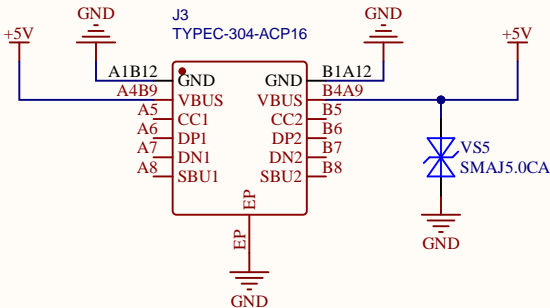 GND
J3
TYPEC-304-ACP16
GND
+5V
+5V
A1B12
GND
GND
B1A12
A4B9
VBUS
VBUS
B4A9
A5
CC1
CC2
B5
A6
DP1
DP2
B6
A7
DN1
DN2
B7
A8
SBU1
SBU2
B8
VS5
SMAJ5.0CA
EP
EP
GND
GND